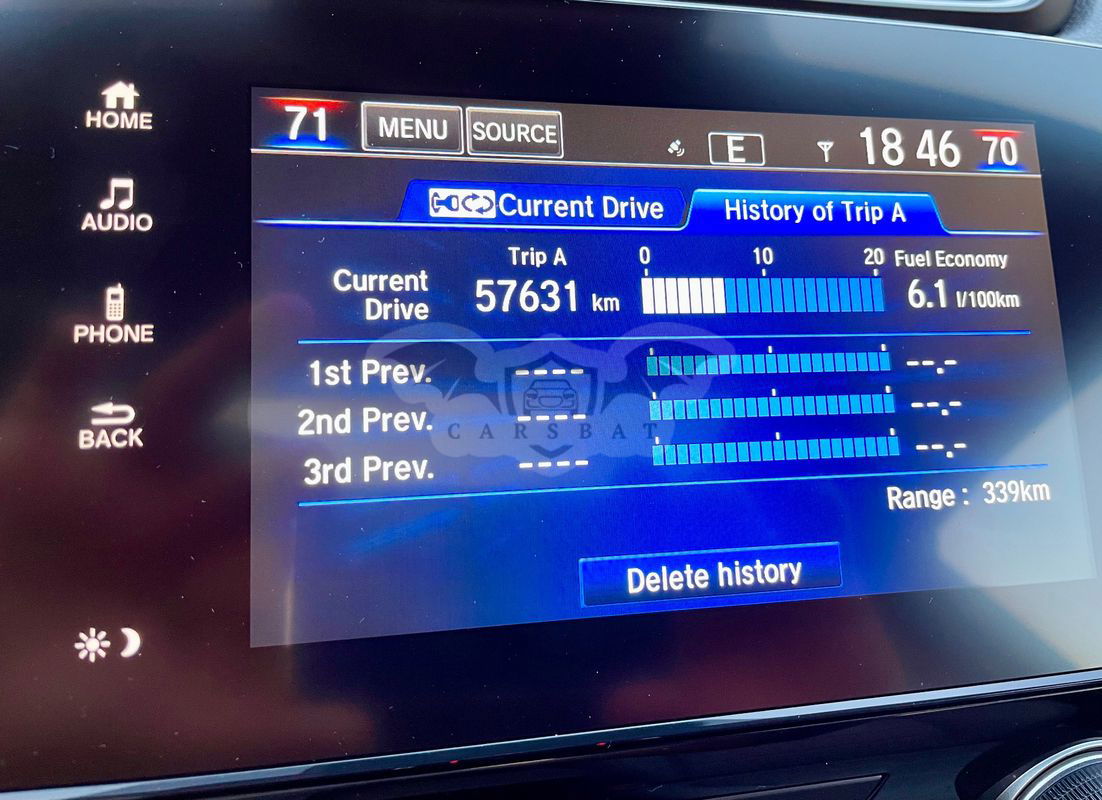 HOME
AUDIO
PHONE
BACK
71 MENU SOURCE E 18 46 70
Current Drive History of Trip A
Trip A 0 10 20 Fuel Economy
Current Drive 57631 km 6.1 l/100km
1st Prev. ---- --.-
2nd Prev. ---- --.-
3rd Prev. ---- --.-
CARSBAT
Range : 339km
Delete history